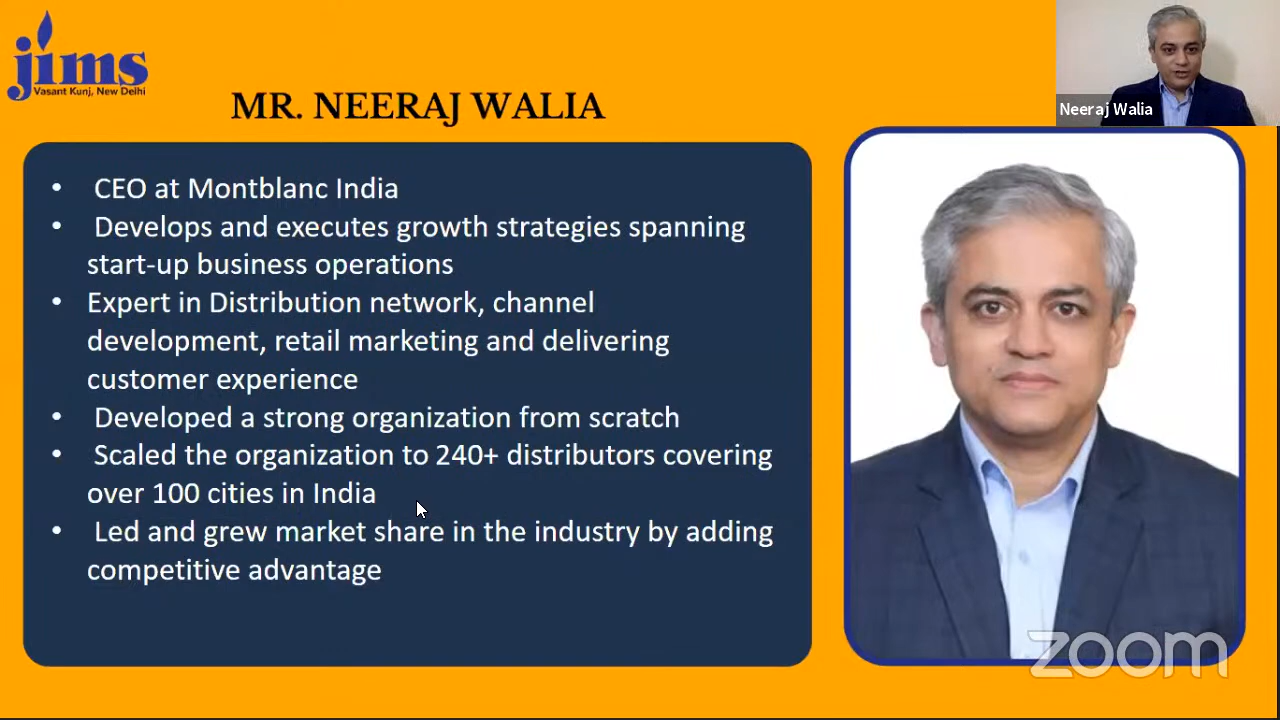 jims
Vasant Kunj, New Delhi
MR. NEERAJ WALIA
Neeraj Walia
• CEO at Montblanc India
• Develops and executes growth strategies spanning
start-up business operations
• Expert in Distribution network, channel
development, retail marketing and delivering
customer experience
• Developed a strong organization from scratch
• Scaled the organization to 240+ distributors covering
over 100 cities in India
• Led and grew market share in the industry by adding
competitive advantage
zoom